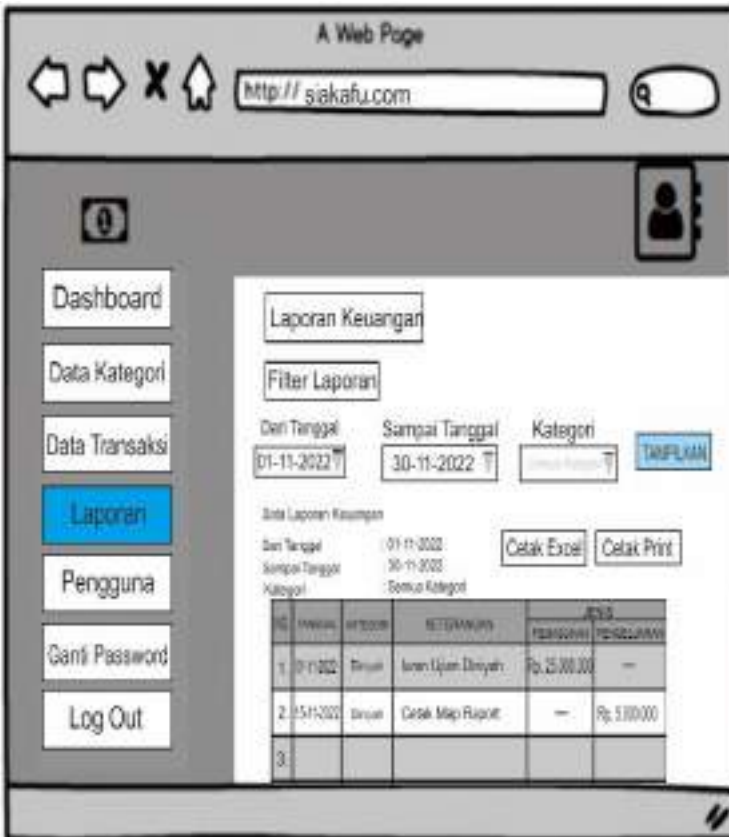 A Web Page
http:// siakafu.com
Dashboard
Data Kategori
Data Transaksi
Laporan
Pengguna
Ganti Password
Log Out
Laporan Keuangan
Filter Laporan
Dari Tanggal Sampai Tanggal Kategori
01-11-2022 30-11-2022 TAMPILKAN
Data Laporan Keuangan
Dari Tanggal : 01-11-2022
Sampai Tanggal 30-11-2022
Kategori : Semua Kategori
Cetak Excel Cetak Print
NO TANGGAL KATEGORI KETERANGAN JENIS
PEMASUKAN PENGELUARAN
1. 01-11-2022 Diniyah Iuran Ujian Diniyah Rp. 25.000.000 —
2. 15-11-2022 Diniyah Cetak Map Raport — Rp. 5.000.000
3.